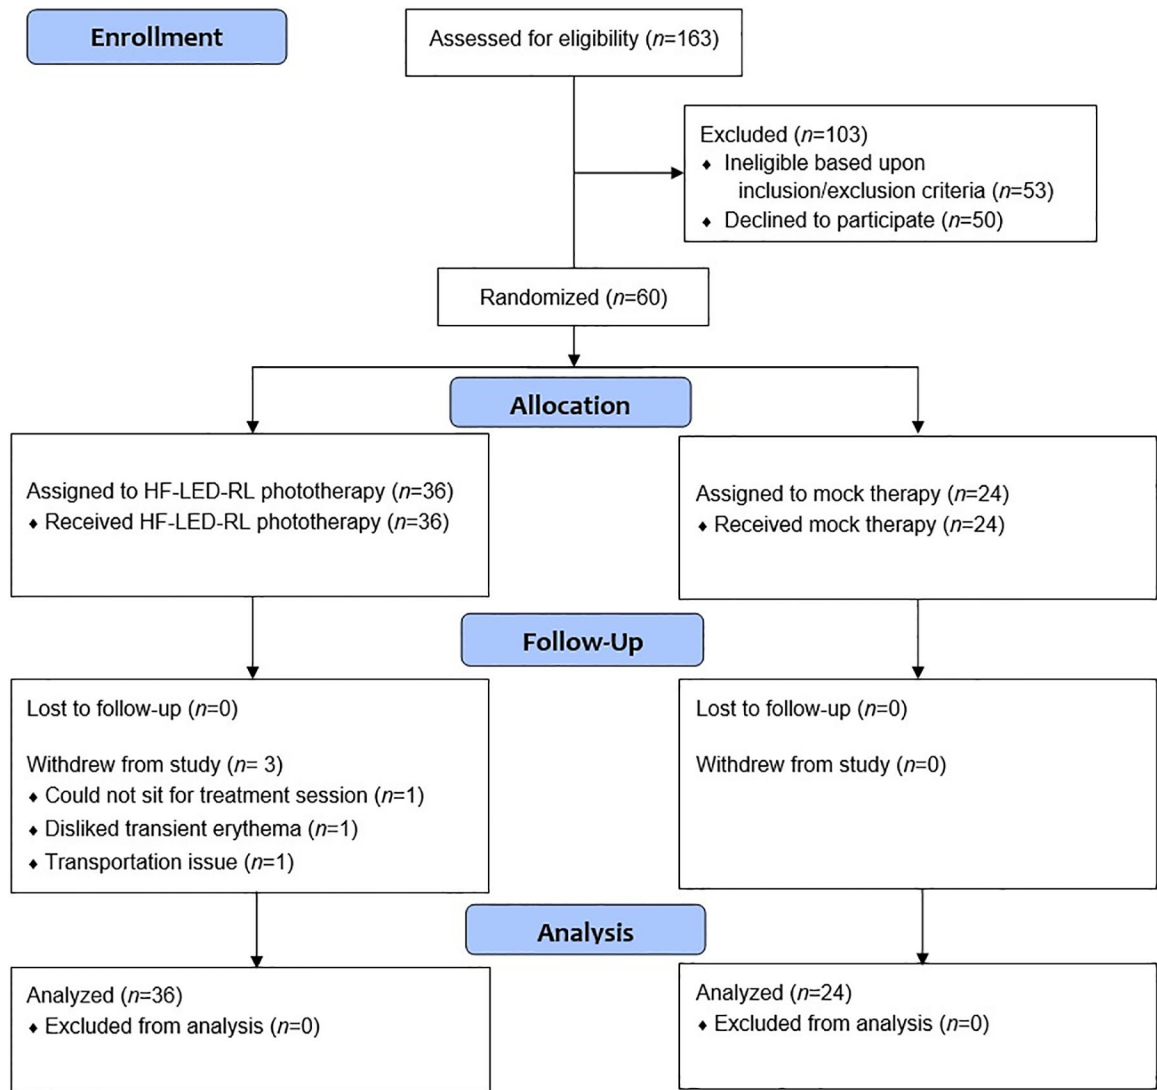 Enrollment
Assessed for eligibility (n=163)
Excluded (n=103)
♦ Ineligible based upon
inclusion/exclusion criteria (n=53)
♦ Declined to participate (n=50)
Randomized (n=60)
Allocation
Assigned to HF-LED-RL phototherapy (n=36)
♦ Received HF-LED-RL phototherapy (n=36)
Assigned to mock therapy (n=24)
♦ Received mock therapy (n=24)
Follow-Up
Lost to follow-up (n=0)
Withdrew from study (n= 3)
♦ Could not sit for treatment session (n=1)
♦ Disliked transient erythema (n=1)
♦ Transportation issue (n=1)
Lost to follow-up (n=0)
Withdrew from study (n=0)
Analysis
Analyzed (n=36)
♦ Excluded from analysis (n=0)
Analyzed (n=24)
♦ Excluded from analysis (n=0)